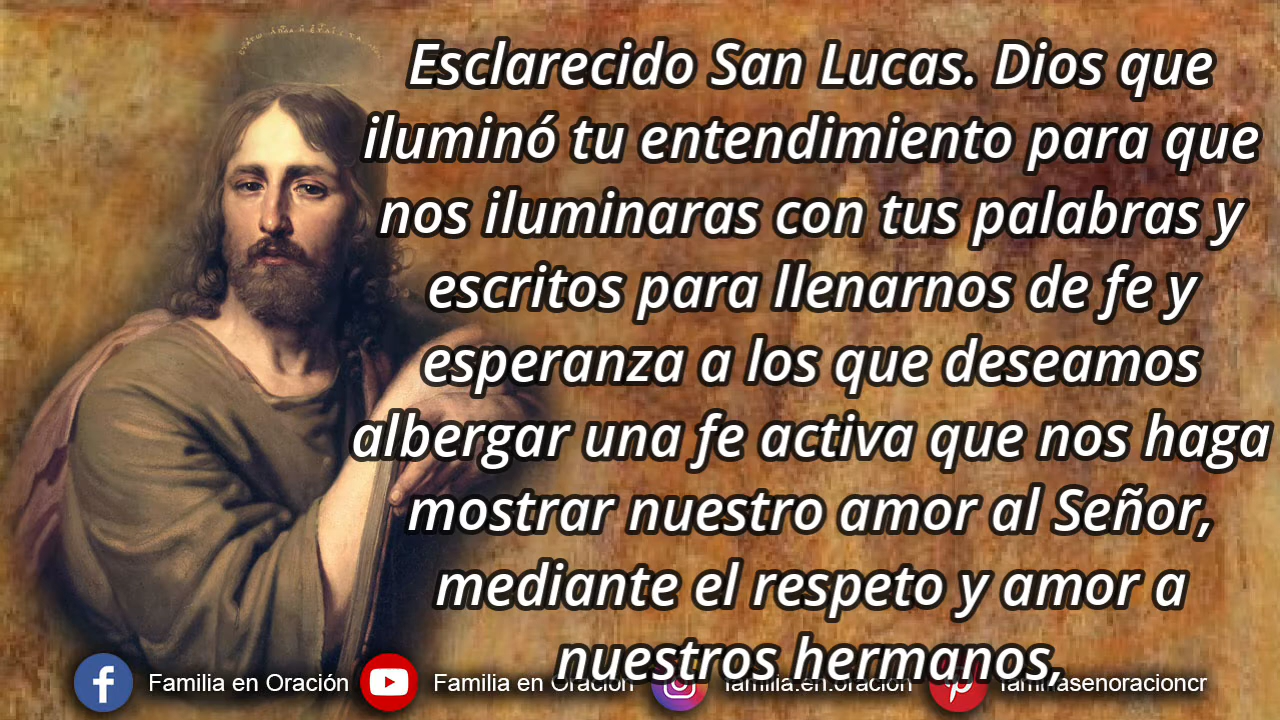 Esclarecido San Lucas. Dios que
iluminó tu entendimiento para que
nos iluminaras con tus palabras y
escritos para llenarnos de fe y
esperanza a los que deseamos
albergar una fe activa que nos haga
mostrar nuestro amor al Señor,
mediante el respeto y amor a
nuestros hermanos,
Familia en Oración Familia en Oración familia.en.oración